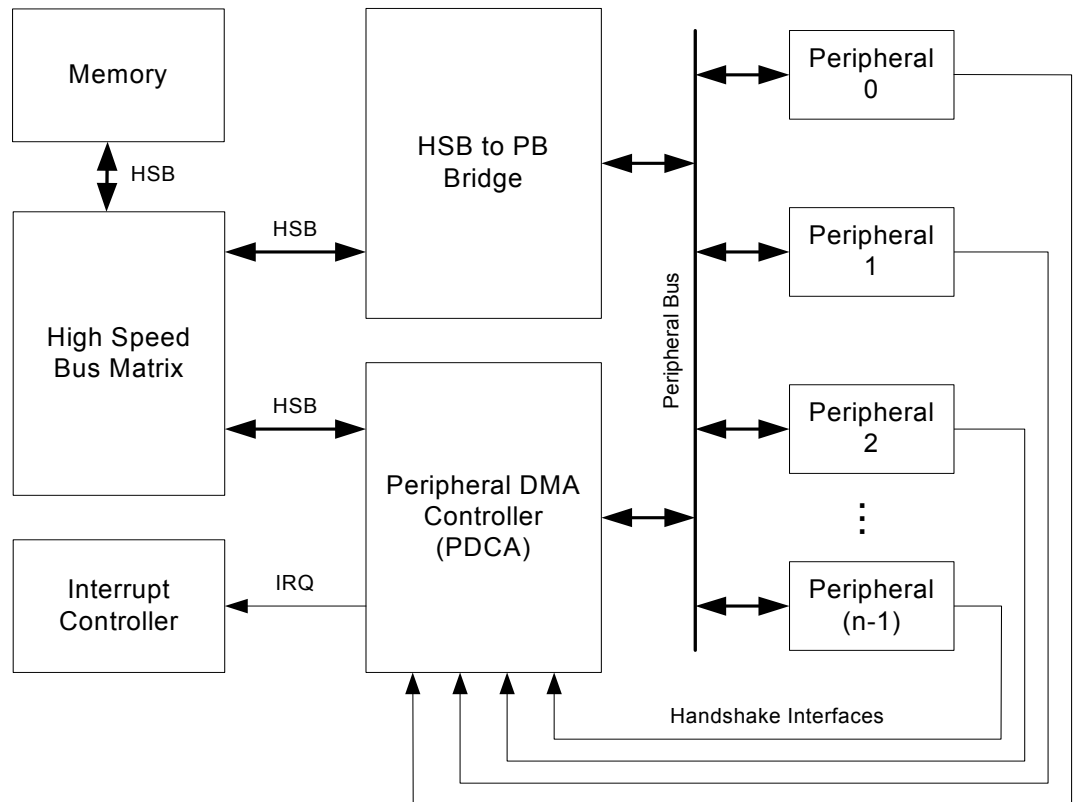 Memory
HSB
High Speed
Bus Matrix
HSB
HSB
HSB to PB
Bridge
Peripheral DMA
Controller
(PDCA)
IRQ
Interrupt
Controller
Peripheral Bus
Peripheral
0
Peripheral
1
Peripheral
2
⋮
Peripheral
(n-1)
Handshake Interfaces